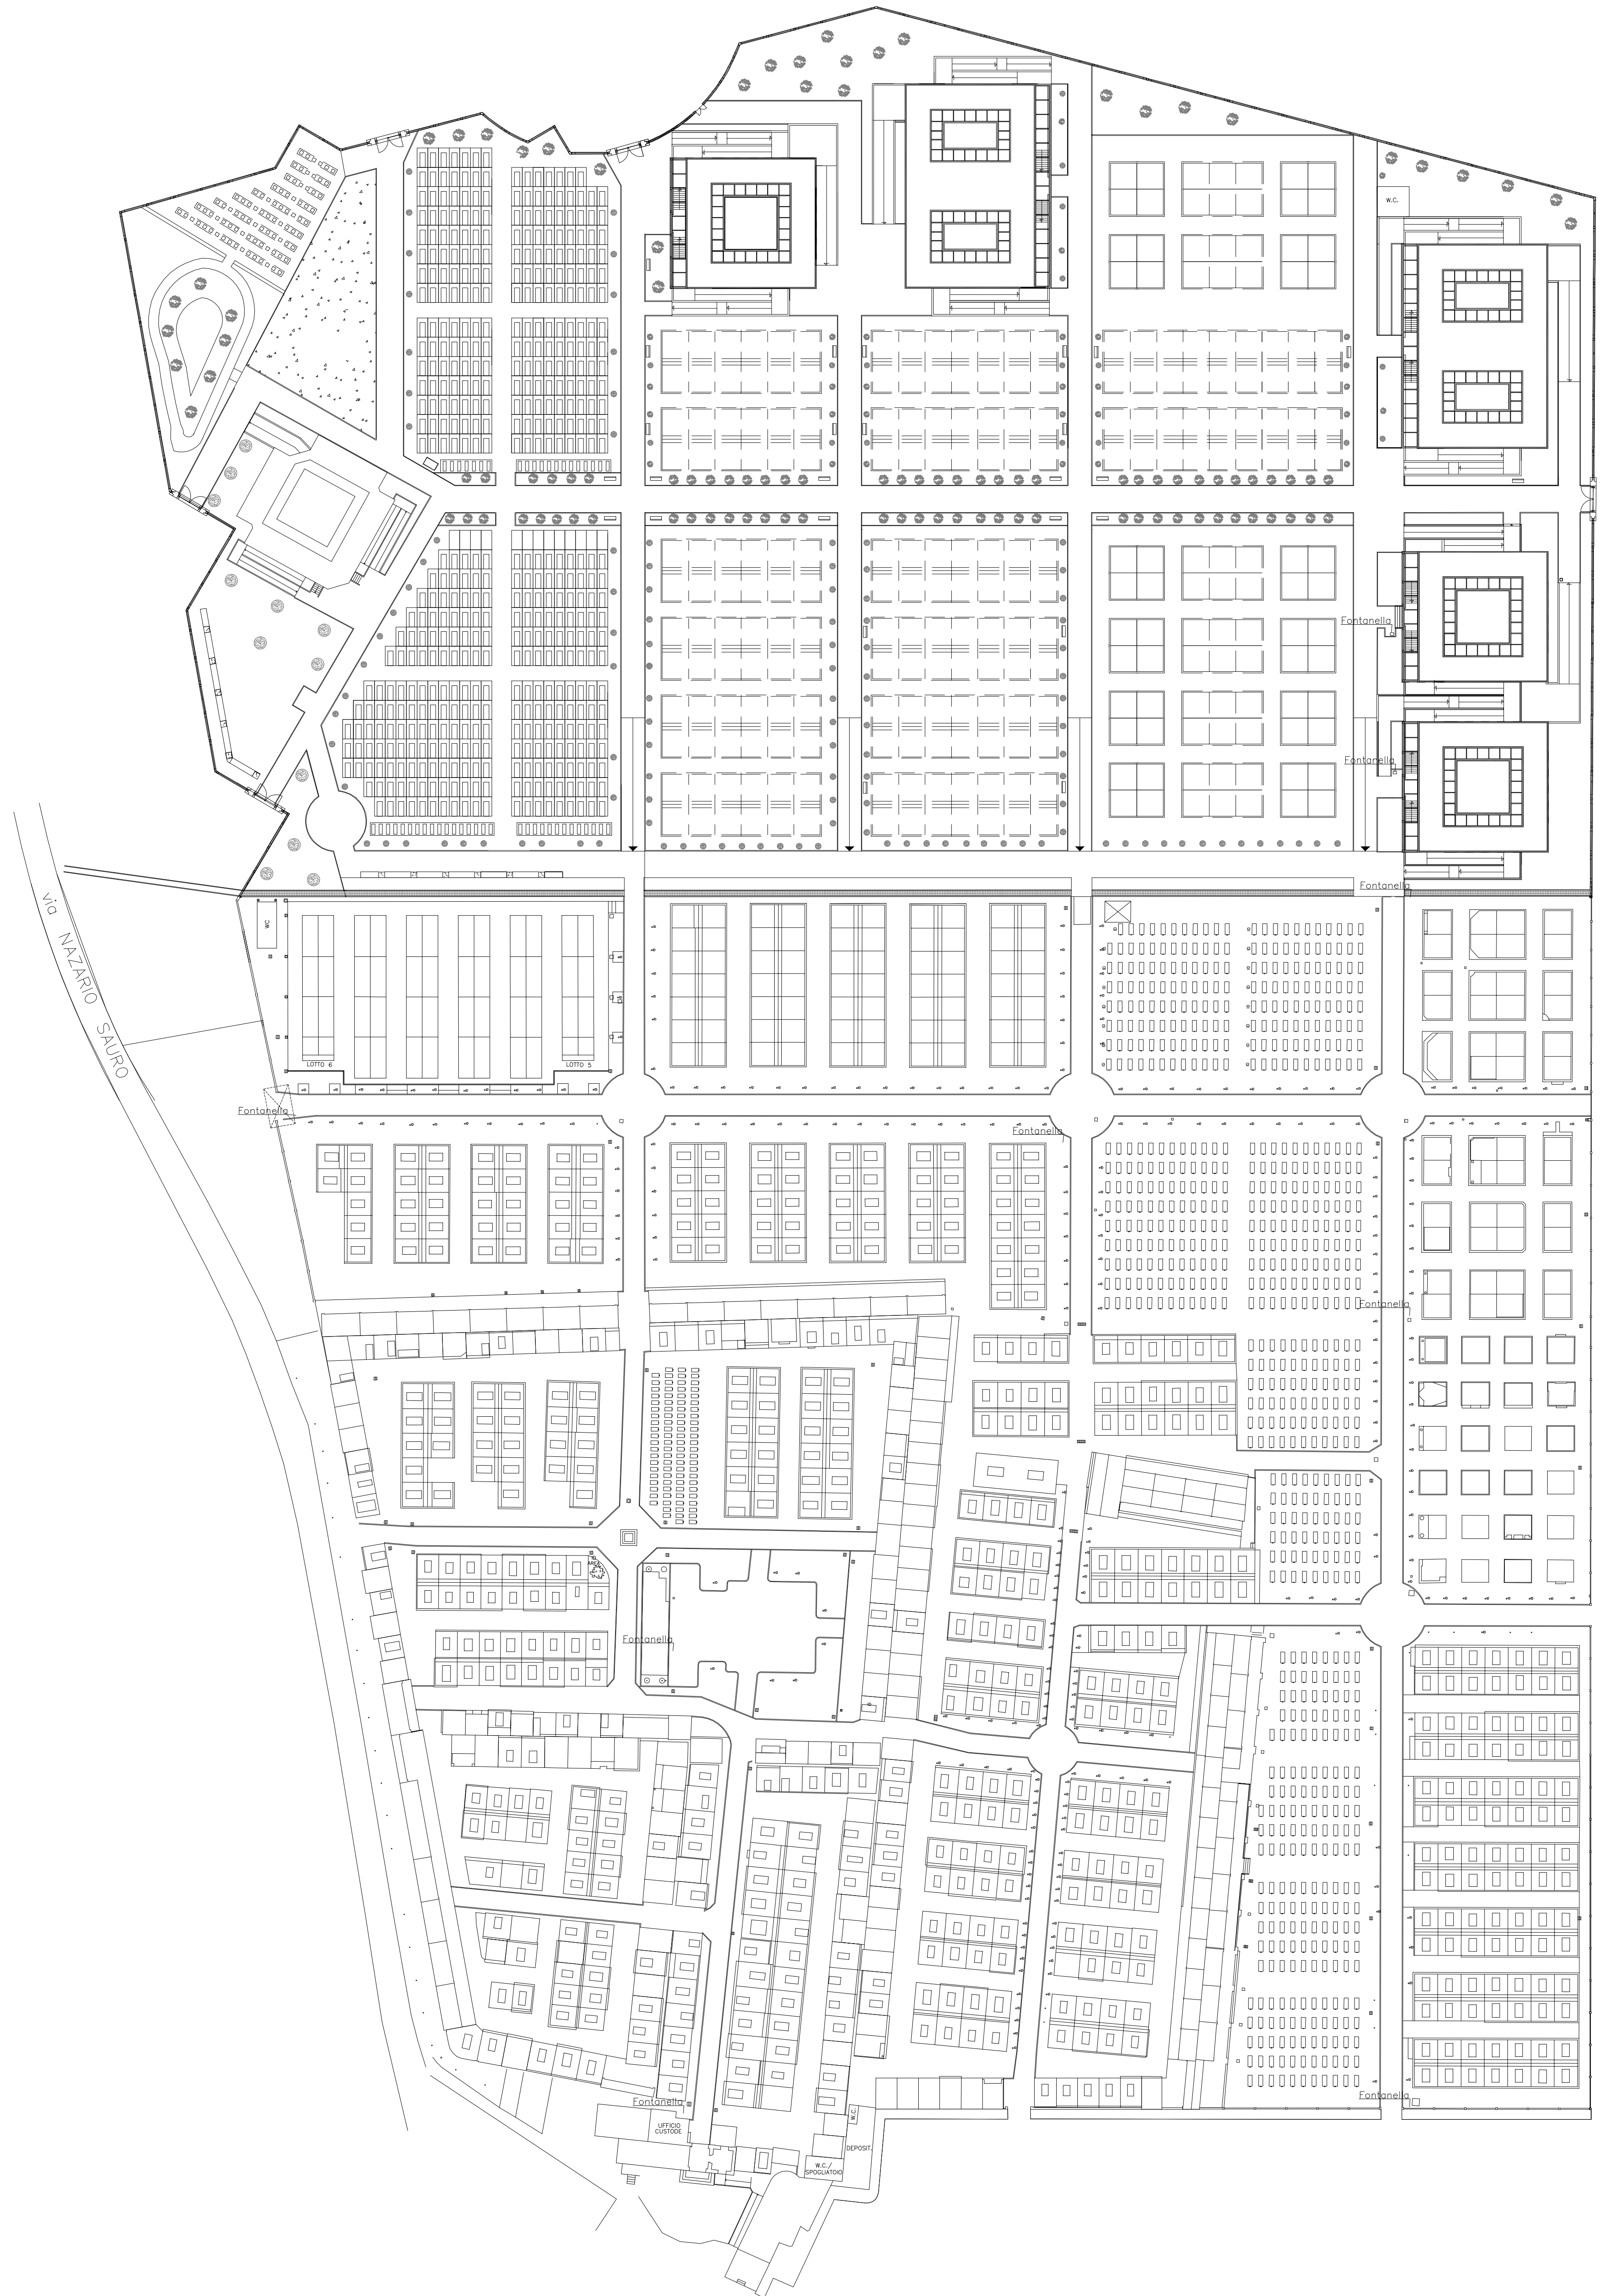 W.C.
Fontanella
Fontanella
Fontanella
via NAZARIO SAURO
WC
LOTTO 6
LOTTO 5
Fontanella
Fontanella
Fontanella
Fontanella
Fontanella
Fontanella
UFFICIO
CUSTODE
W.C.
DEPOSIT.
W.C./
SPOGLIATOIO